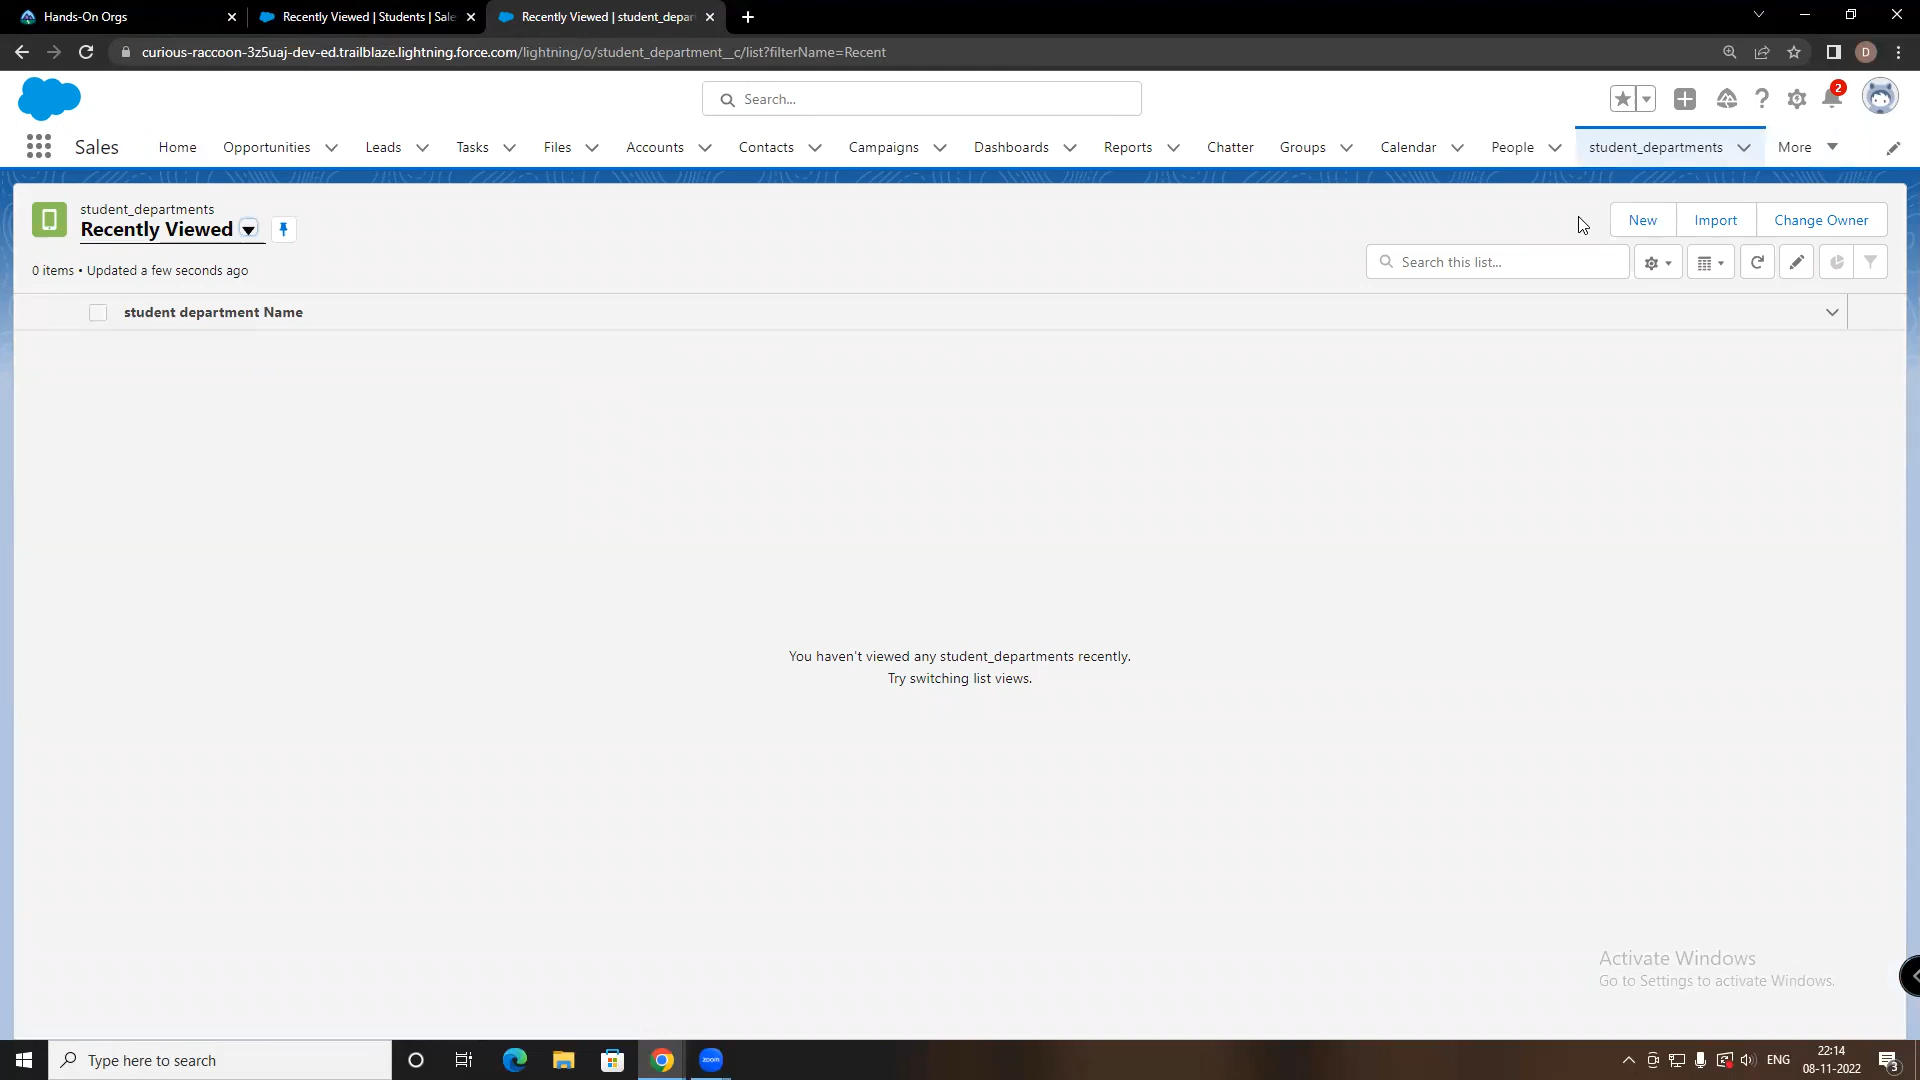 Hands-On Orgs
Recently Viewed | Students | Sale
Recently Viewed | student_depar
curious-raccoon-3z5uaj-dev-ed.trailblaze.lightning.force.com/lightning/o/student_department__c/list?filterName=Recent
D
Search...
2
Sales
Home
Opportunities
Leads
Tasks
Files
Accounts
Contacts
Campaigns
Dashboards
Reports
Chatter
Groups
Calendar
People
student_departments
More
student_departments
Recently Viewed
New
Import
Change Owner
0 items • Updated a few seconds ago
Search this list...
student department Name
You haven't viewed any student_departments recently.
Try switching list views.
Activate Windows
Go to Settings to activate Windows.
Type here to search
zoom
ENG
22:14
08-11-2022
3